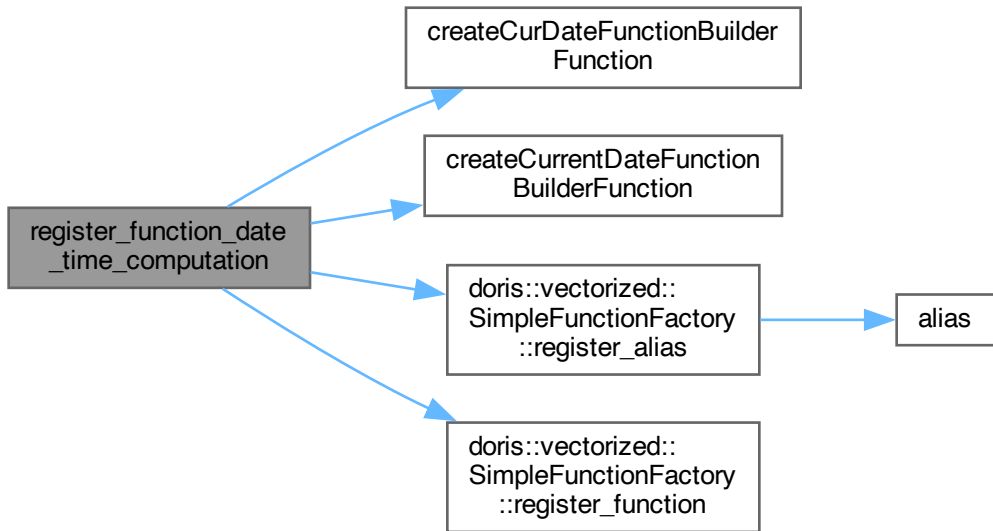 createCurDateFunctionBuilder
Function
createCurrentDateFunction
BuilderFunction
register_function_date
_time_computation
doris::vectorized::
SimpleFunctionFactory
::register_alias
alias
doris::vectorized::
SimpleFunctionFactory
::register_function